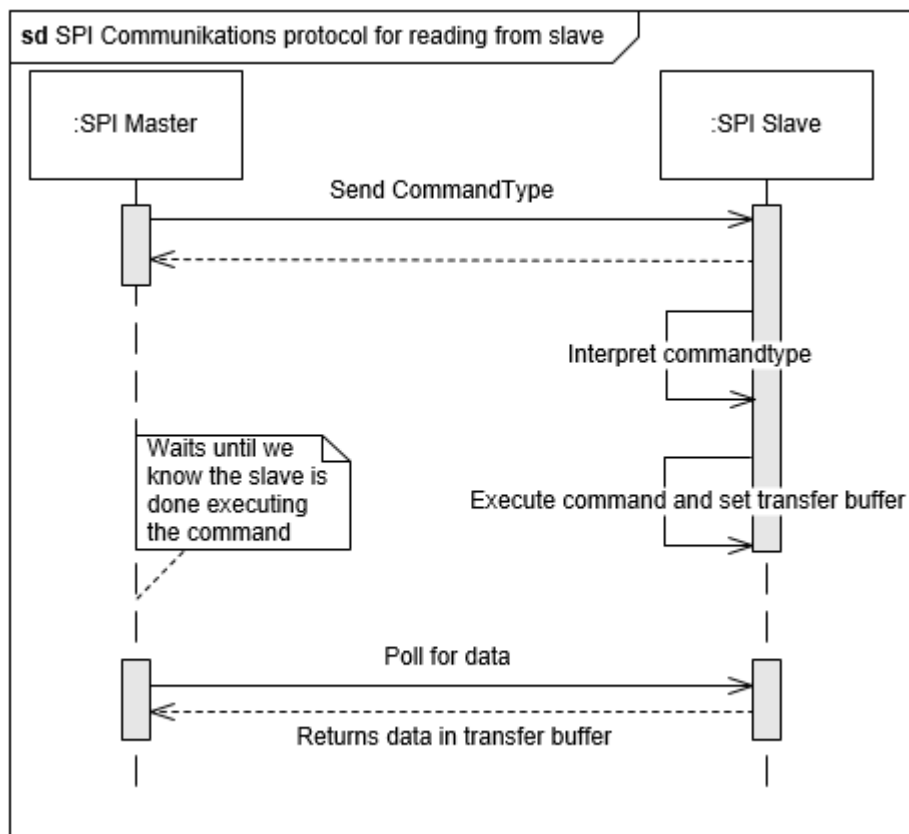 sd SPI Communikations protocol for reading from slave
:SPI Master
:SPI Slave
Send CommandType
Interpret commandtype
Waits until we
know the slave is
done executing
the command
Execute command and set transfer buffer
Poll for data
Returns data in transfer buffer